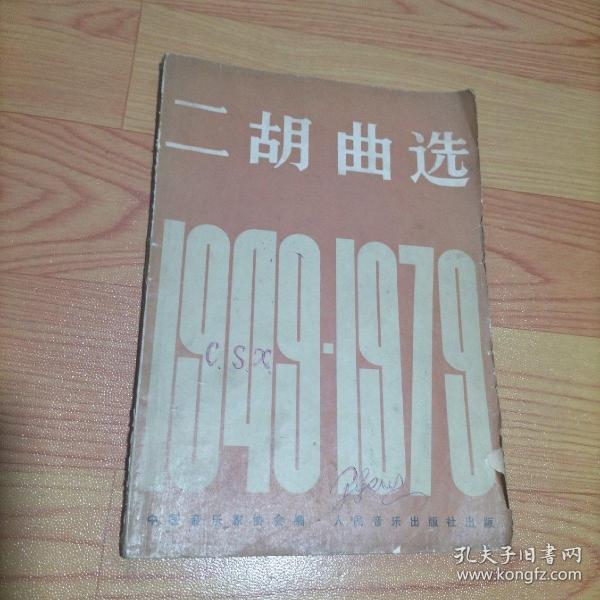 二胡曲选
1949·1979
C.S.X.
中国音乐家协会编·人民音乐出版社出版
孔夫子旧书网
www.kongfz.com